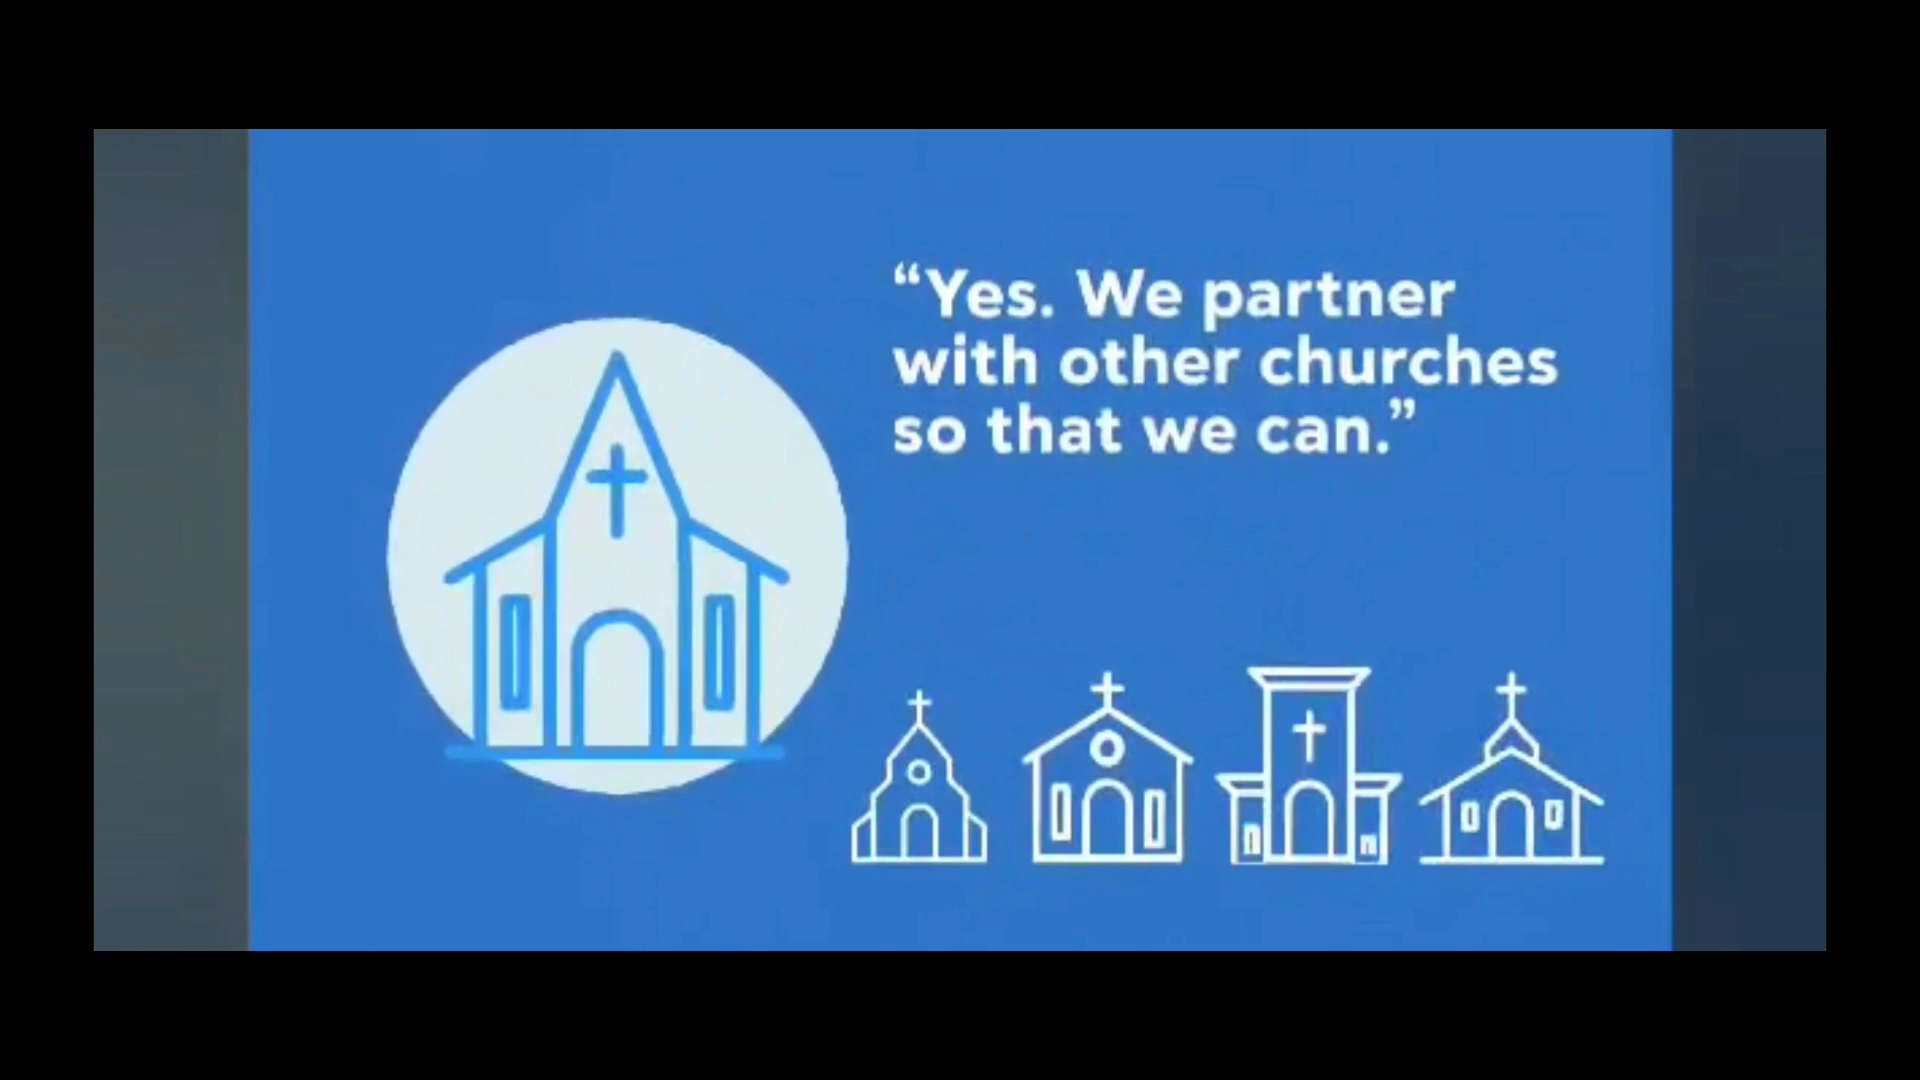 “Yes. We partner
with other churches
so that we can.”